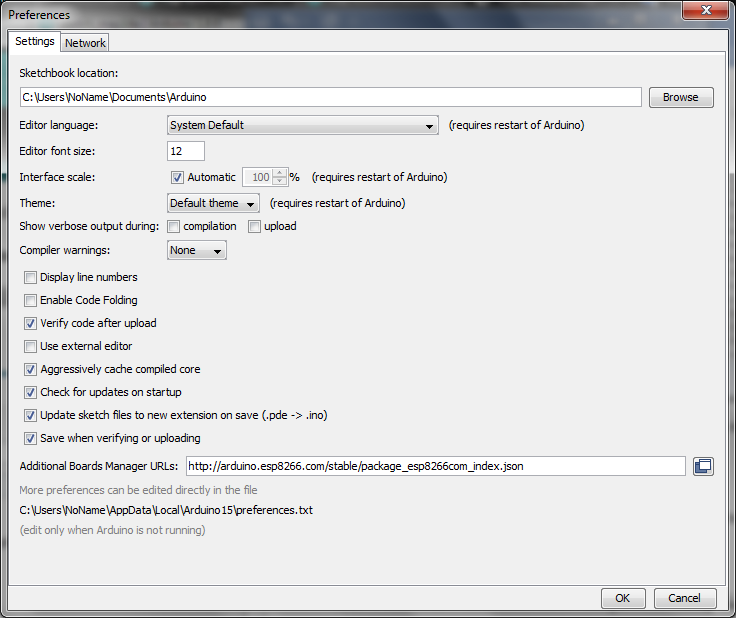 Preferences
Settings Network
Sketchbook location:
C:\Users\NoName\Documents\Arduino Browse
Editor language: System Default (requires restart of Arduino)
Editor font size: 12
Interface scale: Automatic 100 % (requires restart of Arduino)
Theme: Default theme (requires restart of Arduino)
Show verbose output during: compilation upload
Compiler warnings: None
Display line numbers
Enable Code Folding
Verify code after upload
Use external editor
Aggressively cache compiled core
Check for updates on startup
Update sketch files to new extension on save (.pde -> .ino)
Save when verifying or uploading
Additional Boards Manager URLs: http://arduino.esp8266.com/stable/package_esp8266com_index.json
More preferences can be edited directly in the file
C:\Users\NoName\AppData\Local\Arduino15\preferences.txt
(edit only when Arduino is not running)
OK Cancel